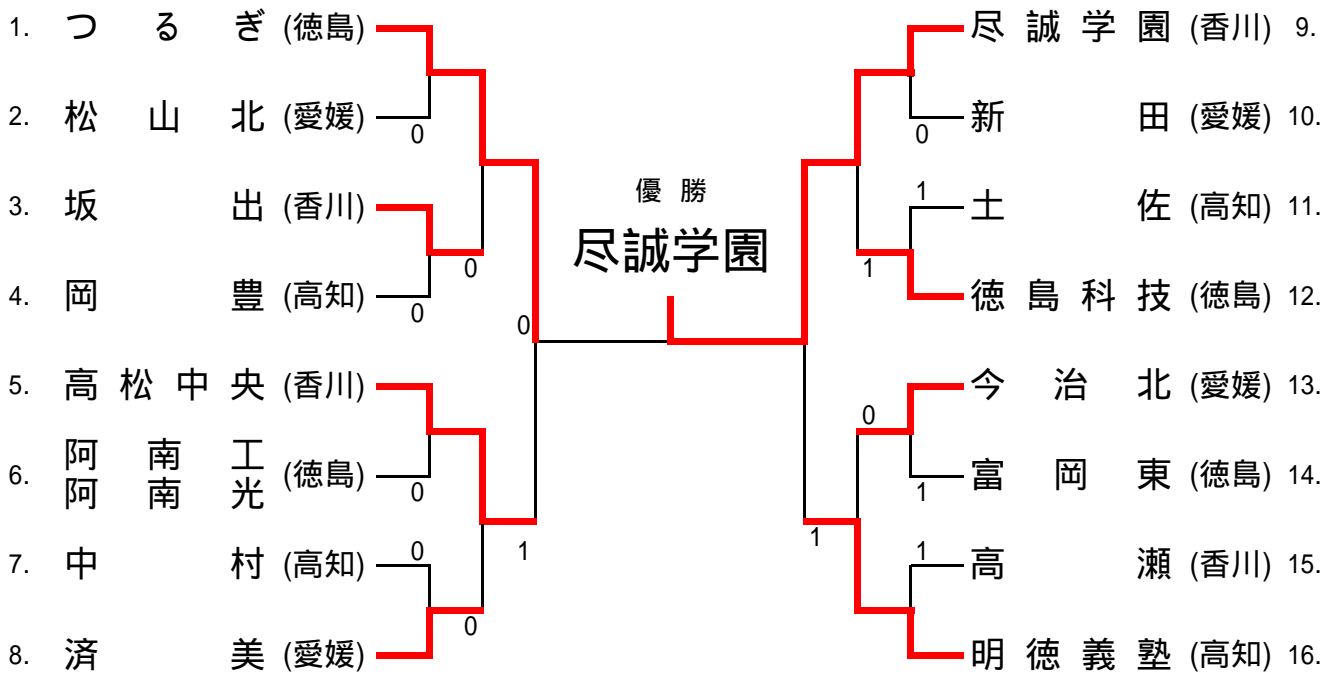 1. つるぎ (徳島)
2. 松山北 (愛媛)
0
3. 坂出 (香川)
0
4. 岡豊 (高知)
0
0
5. 高松中央 (香川)
6. 阿南工
阿南光 (徳島)
0
7. 中村 (高知)
0
1
0
8. 済美 (愛媛)
優勝
尽誠学園
尽誠学園 (香川) 9.
新田 (愛媛) 10.
0
1
土佐 (高知) 11.
1
徳島科技 (徳島) 12.
今治北 (愛媛) 13.
0
富岡東 (徳島) 14.
1
1
高瀬 (香川) 15.
1
明徳義塾 (高知) 16.